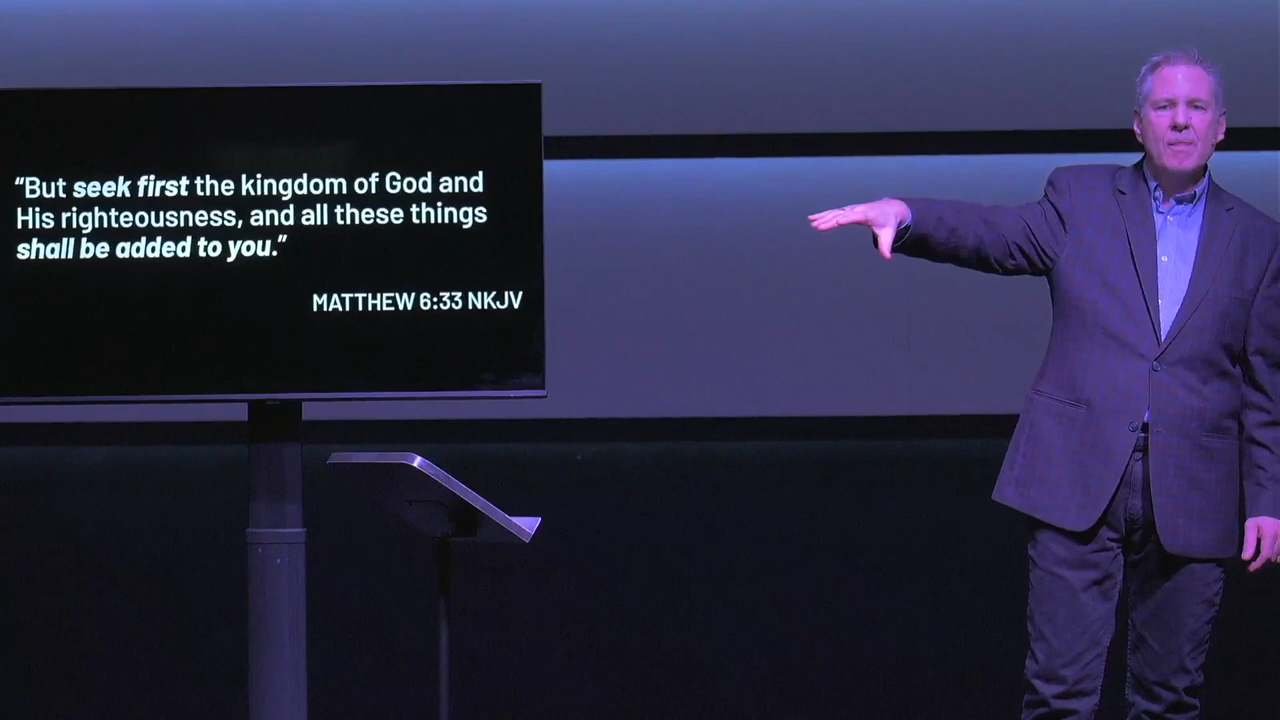 “But seek first the kingdom of God and
His righteousness, and all these things
shall be added to you.”
MATTHEW 6:33 NKJV